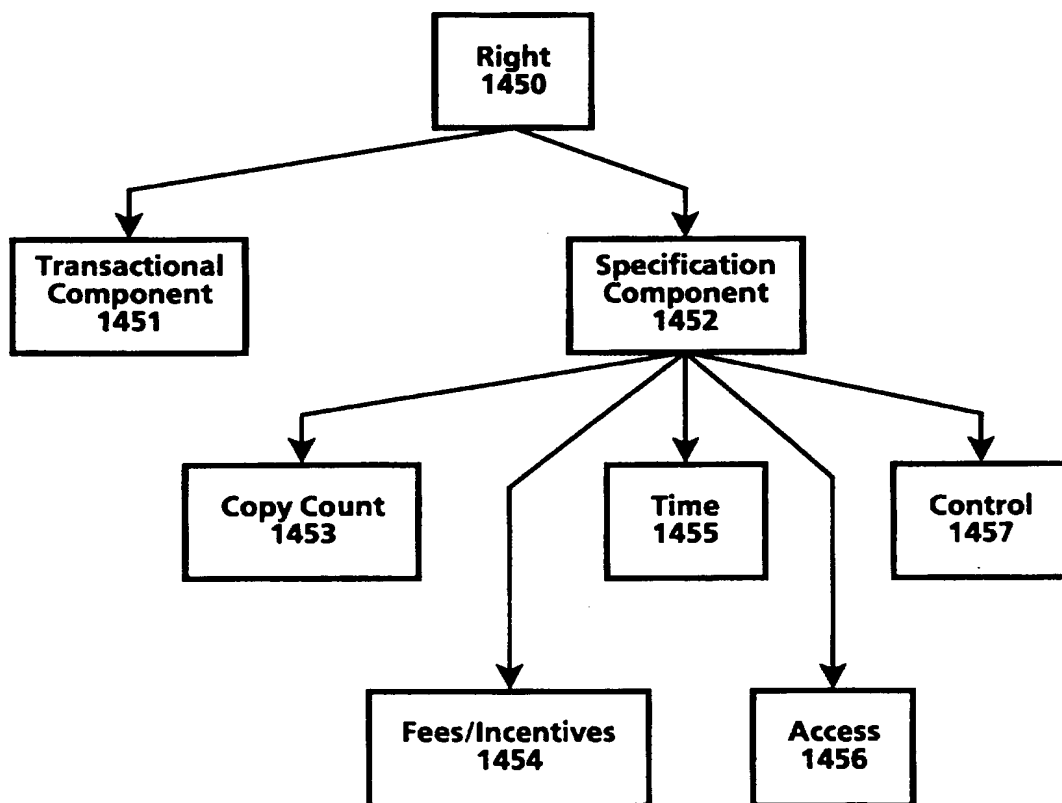 Right
1450
Transactional
Component
1451
Specification
Component
1452
Copy Count
1453
Time
1455
Control
1457
Fees/Incentives
1454
Access
1456